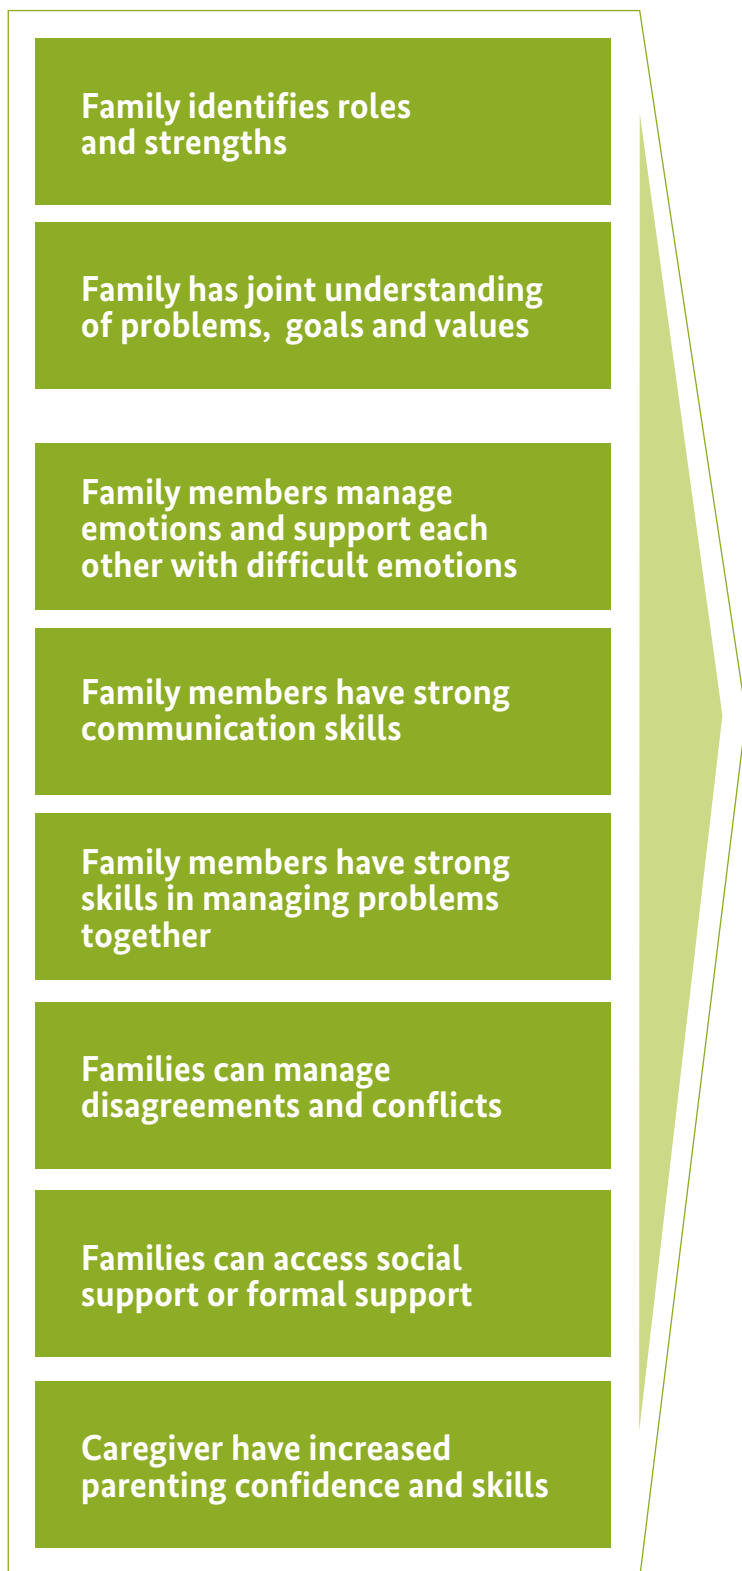 Family identifies roles
and strengths
Family has joint understanding
of problems,  goals and values
Family members manage
emotions and support each
other with difficult emotions
Family members have strong
communication skills
Family members have strong
skills in managing problems
together
Families can manage
disagreements and conflicts
Families can access social
support or formal support
Caregiver have increased
parenting confidence and skills